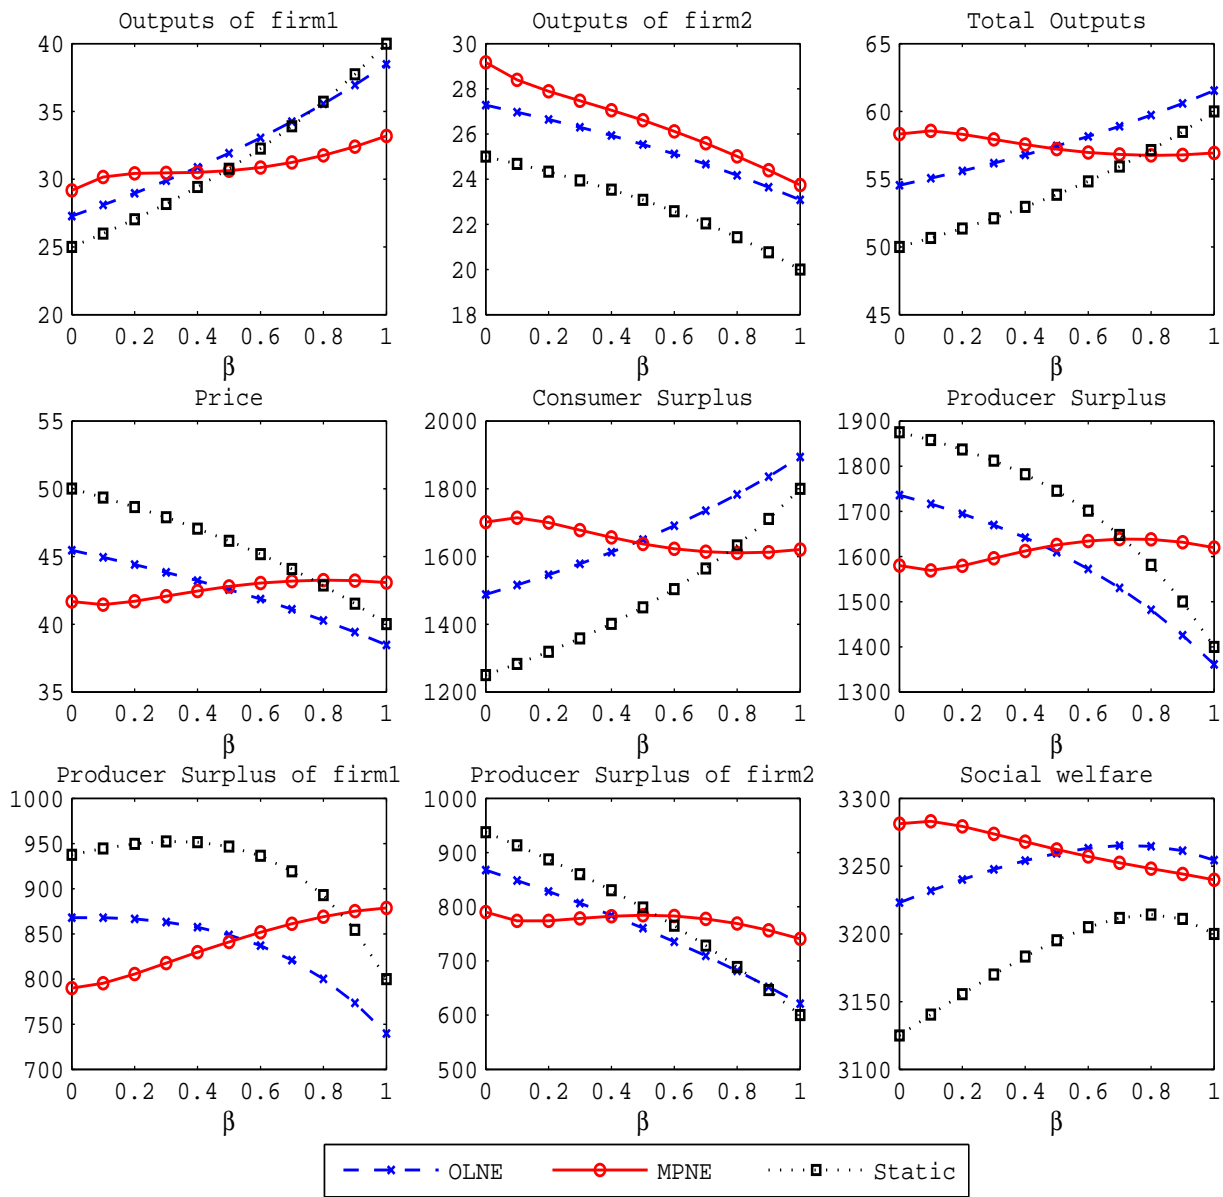 Outputs of firm1
40
35
30
25
20
0 0.2 0.4 0.6 0.8 1
β
Outputs of firm2
30
28
26
24
22
20
18
0 0.2 0.4 0.6 0.8 1
β
Total Outputs
65
60
55
50
45
0 0.2 0.4 0.6 0.8 1
β
Price
55
50
45
40
35
0 0.2 0.4 0.6 0.8 1
β
Consumer Surplus
2000
1800
1600
1400
1200
0 0.2 0.4 0.6 0.8 1
β
Producer Surplus
1900
1800
1700
1600
1500
1400
1300
0 0.2 0.4 0.6 0.8 1
β
Producer Surplus of firm1
1000
950
900
850
800
750
700
0 0.2 0.4 0.6 0.8 1
β
Producer Surplus of firm2
1000
900
800
700
600
500
0 0.2 0.4 0.6 0.8 1
β
Social welfare
3300
3250
3200
3150
3100
0 0.2 0.4 0.6 0.8 1
β
OLNE MPNE Static